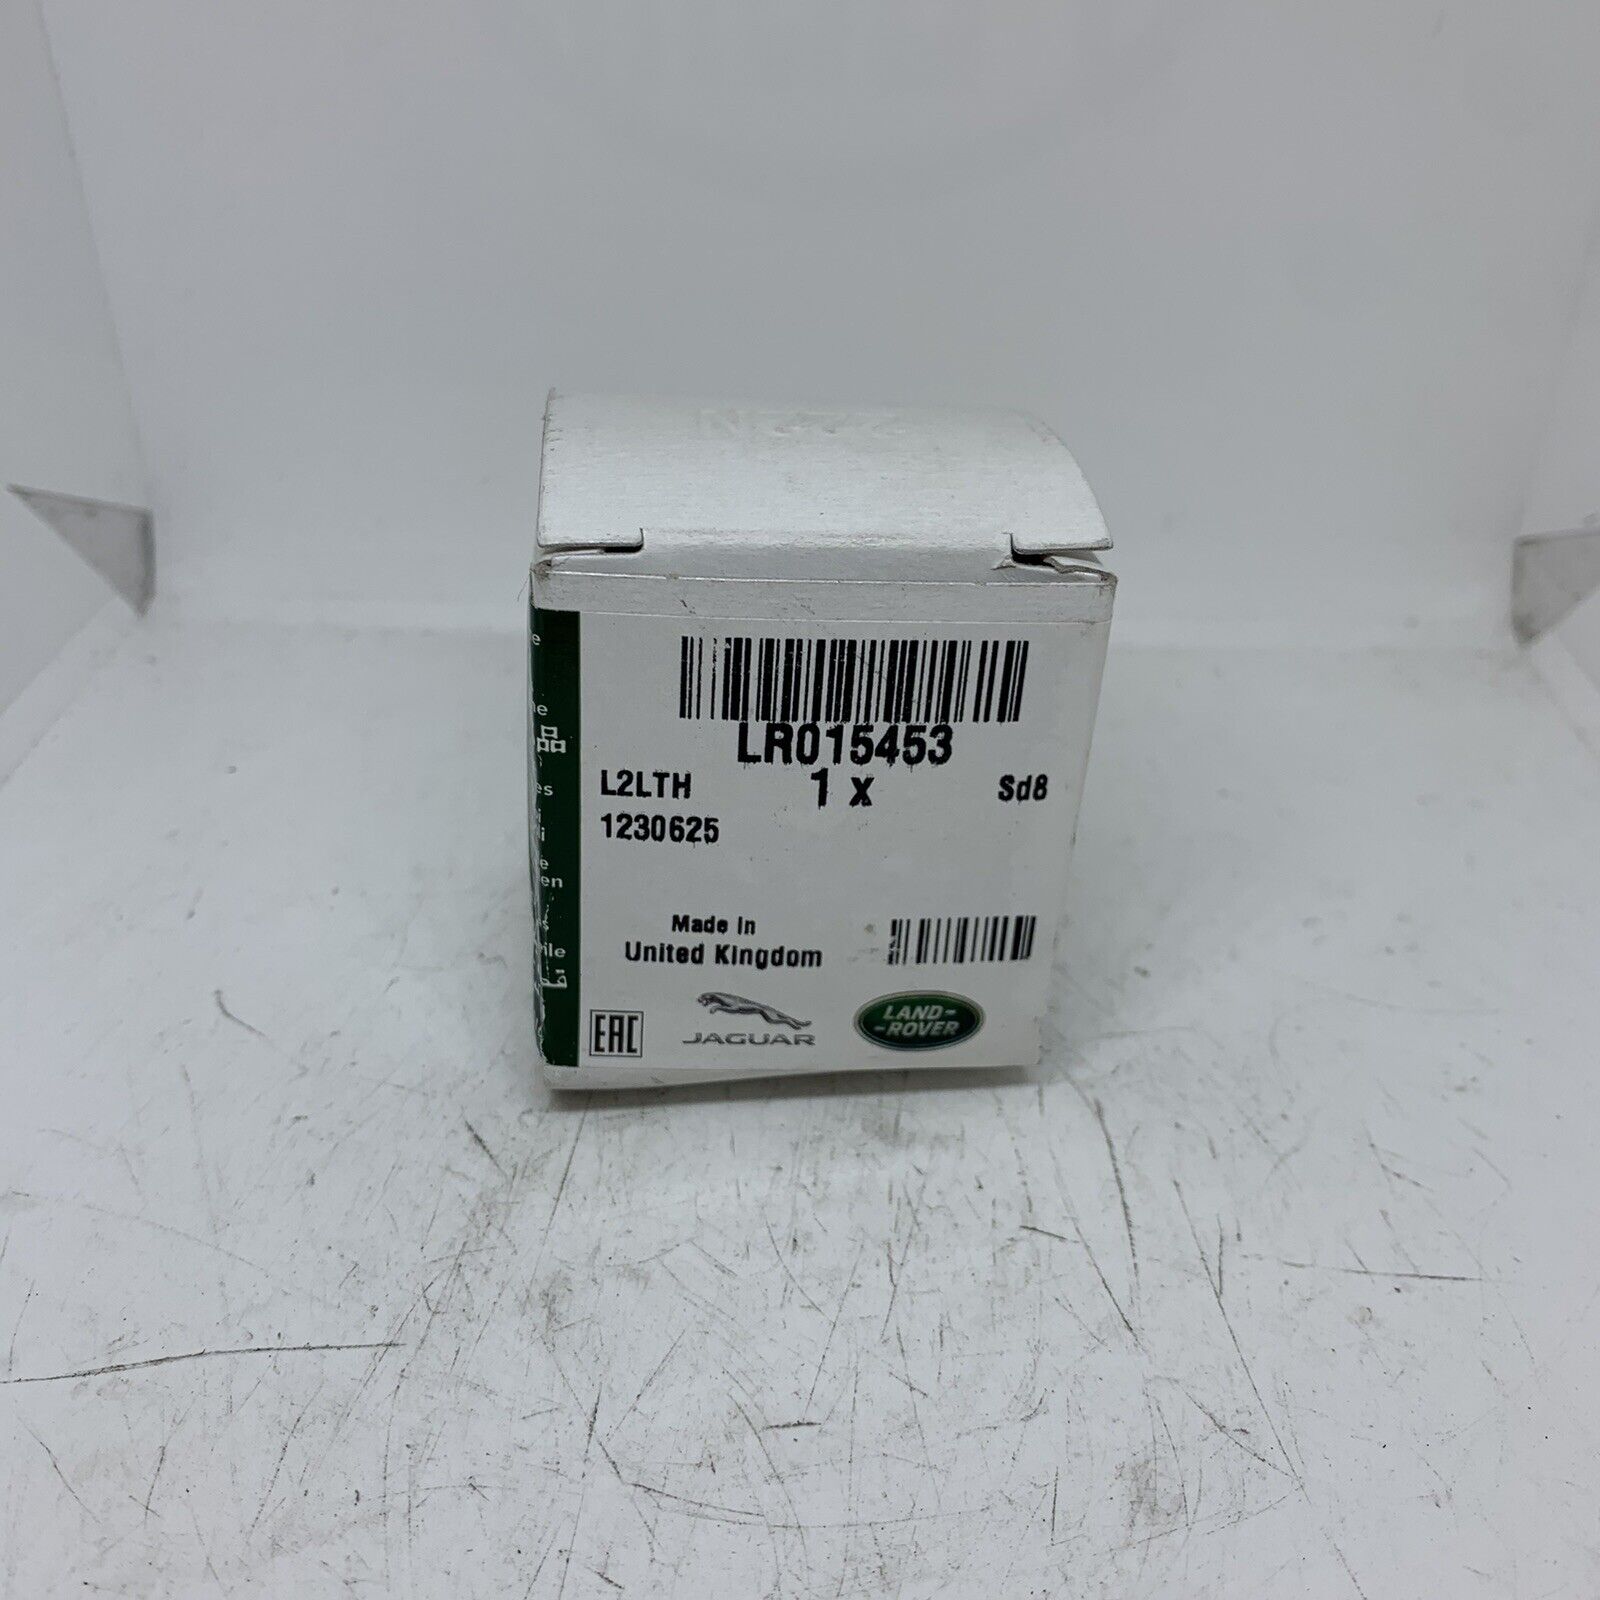 LR015453
L2LTH 1 x Sd8
1230625
Made in
United Kingdom
EAC
JAGUAR
LAND-
-ROVER